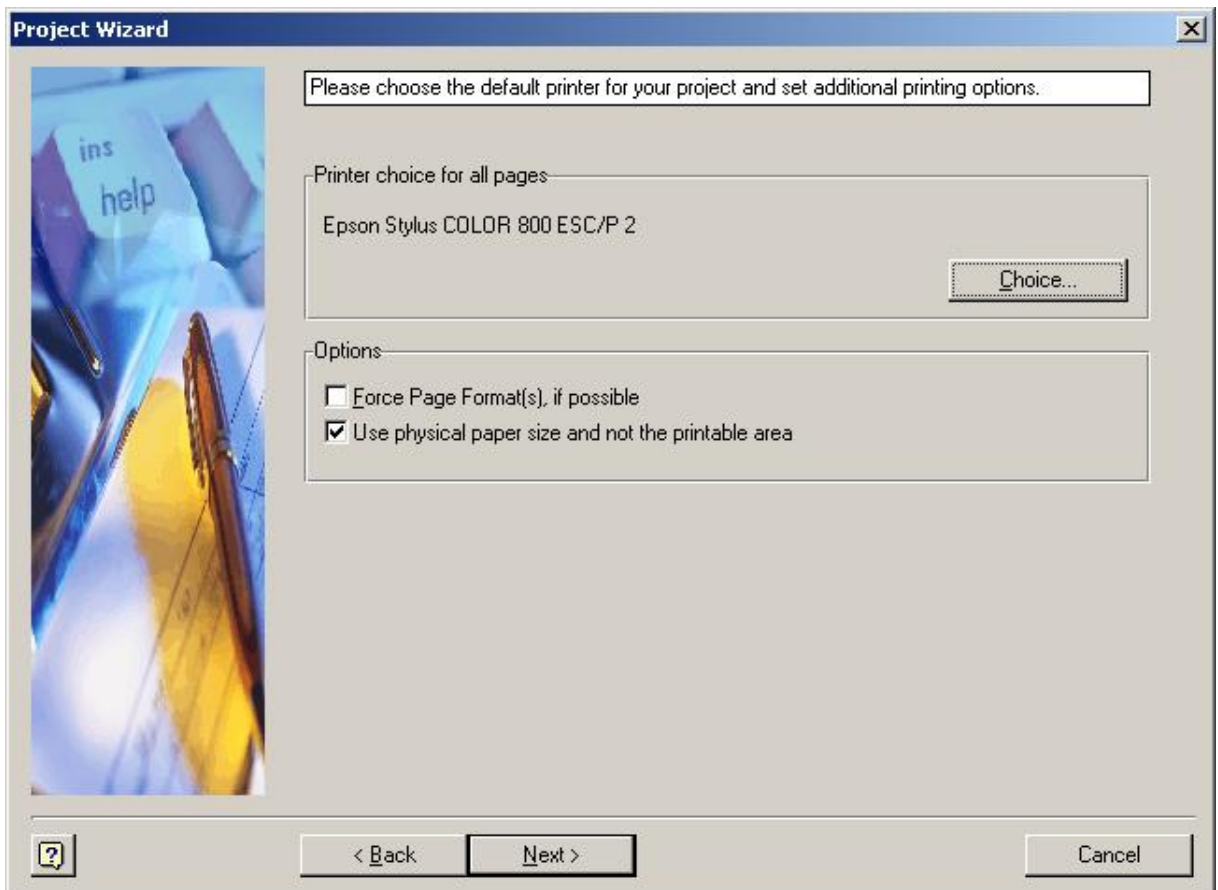 Project Wizard
ins
help
Please choose the default printer for your project and set additional printing options.
Printer choice for all pages
Epson Stylus COLOR 800 ESC/P 2
Choice...
Options
Force Page Format(s), if possible
Use physical paper size and not the printable area
?
< Back
Next >
Cancel